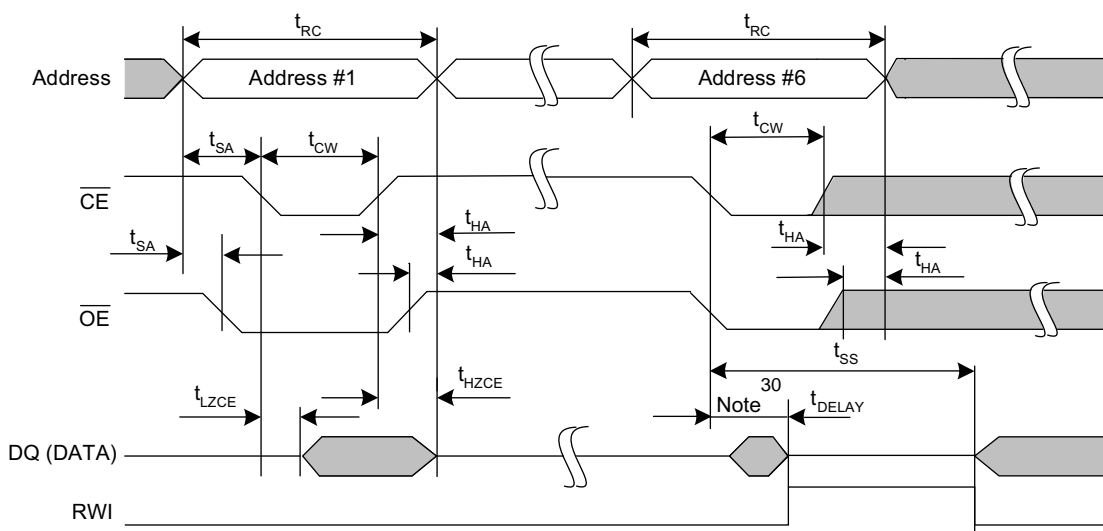 tRC
tRC
Address
Address #1
Address #6
tSA
tCW
tCW
CE
tHA
tHA
tSA
tHA
tHA
OE
tSS
tLZCE
tHZCE
Note 30
tDELAY
DQ (DATA)
RWI